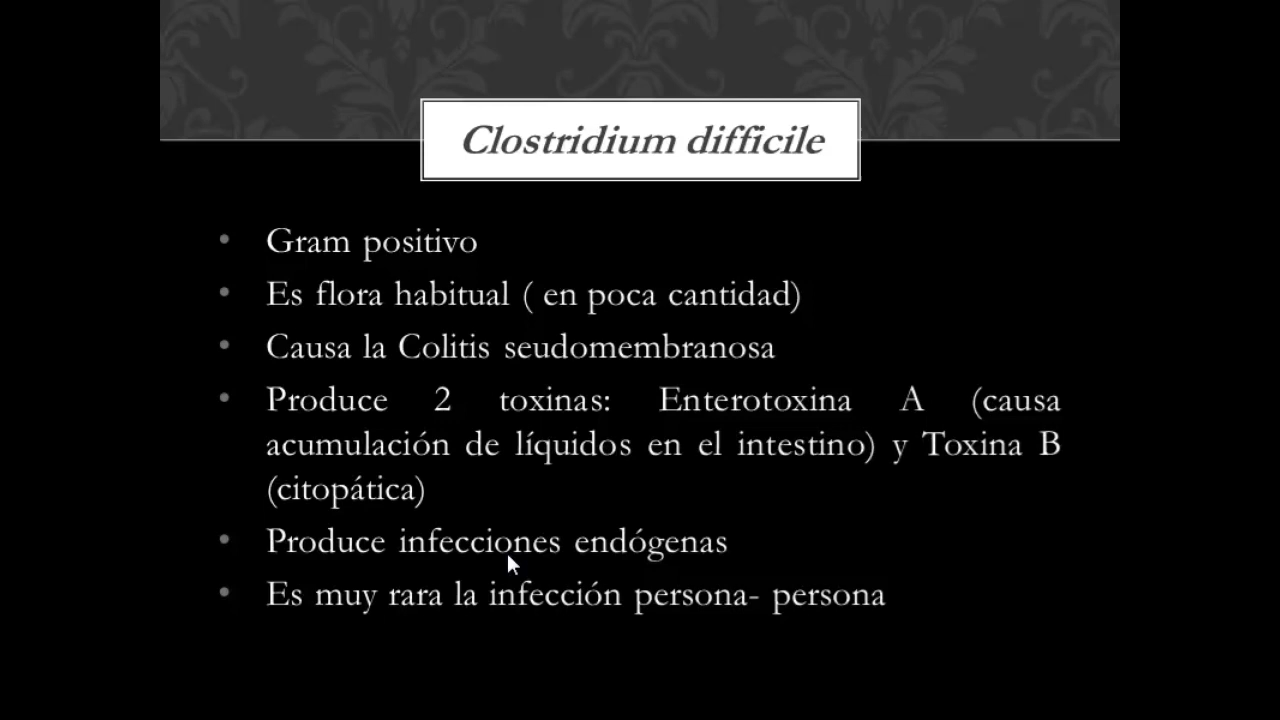 Clostridium difficile
• Gram positivo
• Es flora habitual ( en poca cantidad)
• Causa la Colitis seudomembranosa
• Produce 2 toxinas: Enterotoxina A (causa
acumulación de líquidos en el intestino) y Toxina B
(citopática)
• Produce infecciones endógenas
• Es muy rara la infección persona- persona